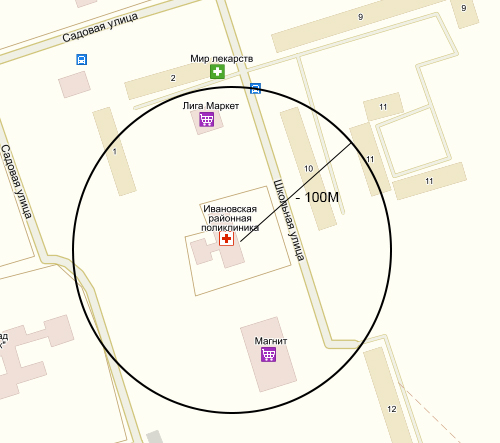 9
9
Садовая улица
Мир лекарств
2
Лига Маркет
11
1
Садовая улица
10
11
11
Школьная улица
- 100М
Ивановская
районная
поликлиника
Магнит
12